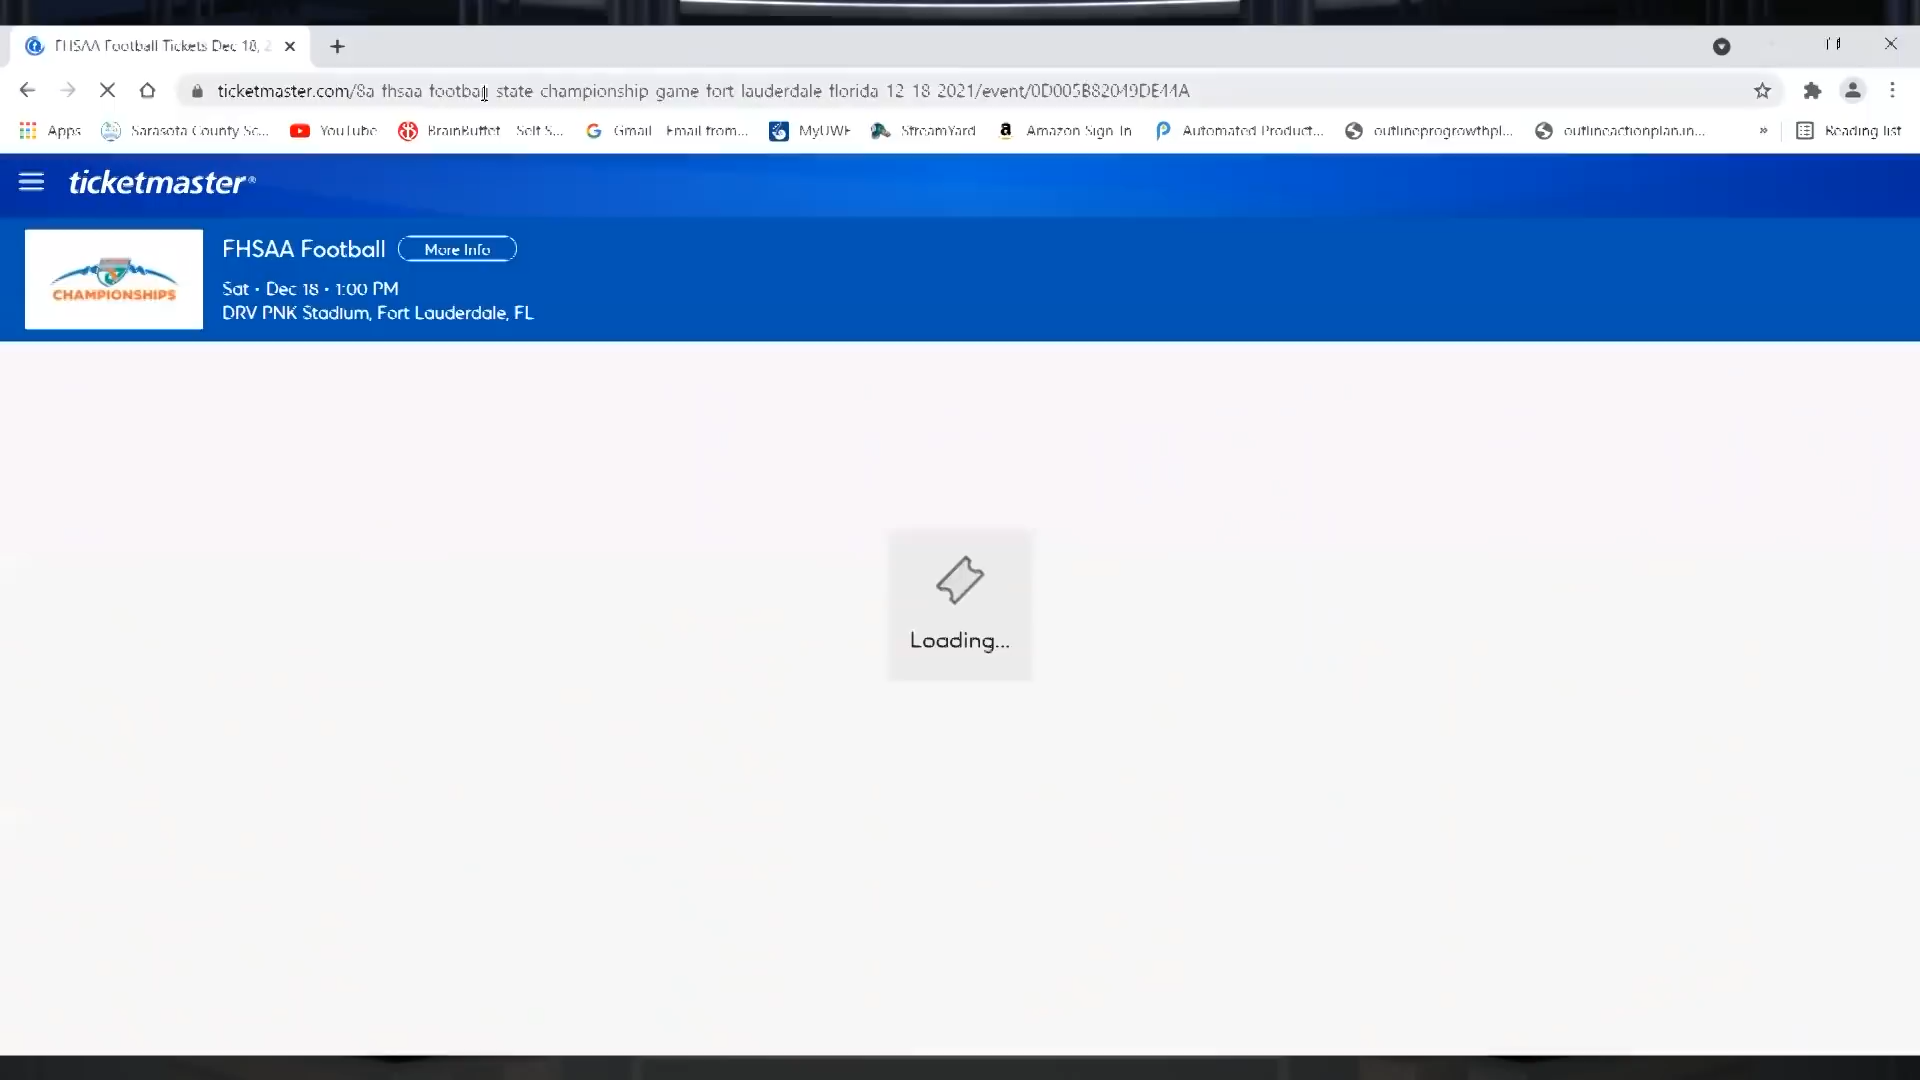 FHSAA Football Tickets Dec 18, 2
ticketmaster.com/8a-fhsaa-football-state-championship-game-fort-lauderdale-florida-12-18-2021/event/0D005B82049DE44A
Apps Sarasota County Sc... YouTube BrainBuffet Self S... Gmail Email from... MyUWF StreamYard Amazon Sign In Automated Product... outlineprogrowthpl... outlineactionplan.in... » Reading list
ticketmaster®
CHAMPIONSHIPS
FHSAA Football More Info
Sat • Dec 18 • 1:00 PM
DRV PNK Stadium, Fort Lauderdale, FL
Loading...